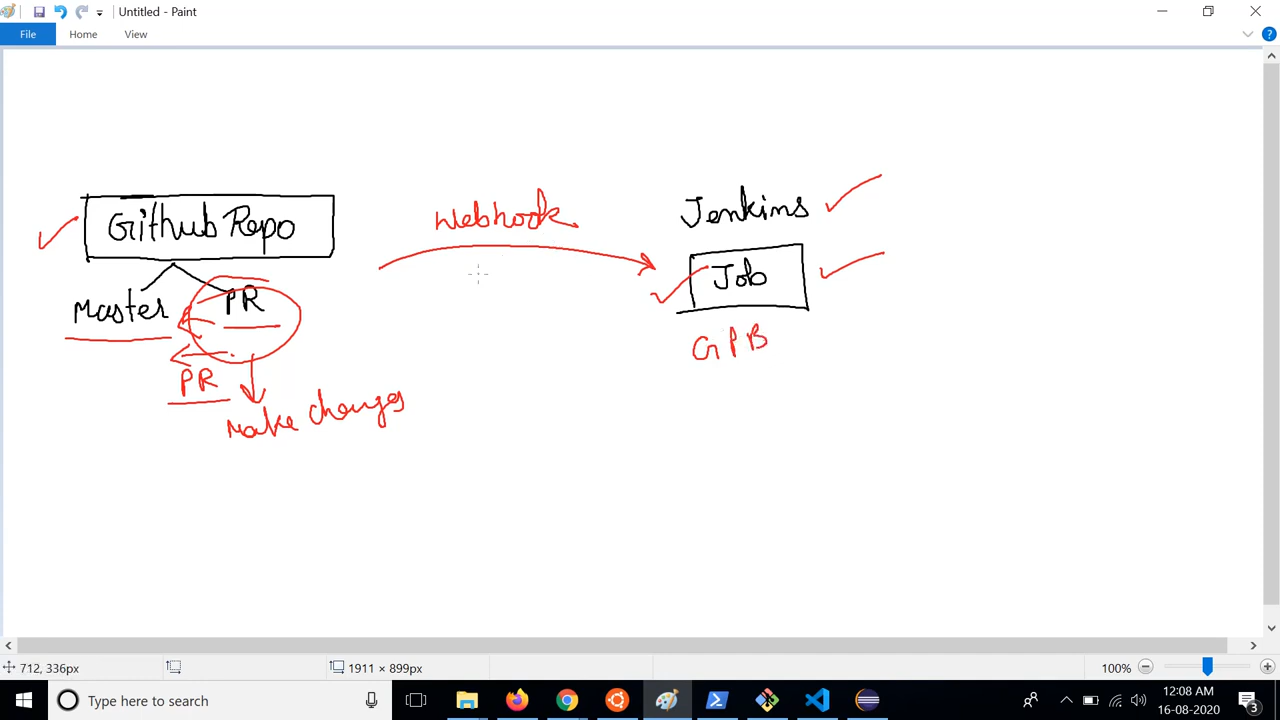 Untitled - Paint
File Home View
Webhook
Jenkins
Github Repo
Job
Master PR
GPB
PR
Make changes
712, 336px
1911 × 899px
100%
Type here to search
12:08 AM
16-08-2020
3